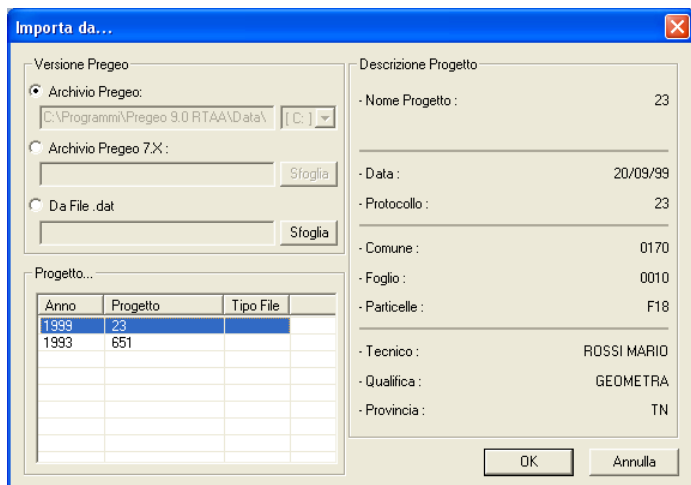 Importa da...
Versione Pregeo
Archivio Pregeo:
C:\Programmi\Pregeo 9.0 RTAA\Data\ [ C: ]
Archivio Pregeo 7.X :
Sfoglia
Da File .dat
Sfoglia
Progetto...
Anno Progetto Tipo File
1999 23
1993 651
Descrizione Progetto
- Nome Progetto : 23
- Data : 20/09/99
- Protocollo : 23
- Comune : 0170
- Foglio : 0010
- Particelle : F18
- Tecnico : ROSSI MARIO
- Qualifica : GEOMETRA
- Provincia : TN
OK Annulla